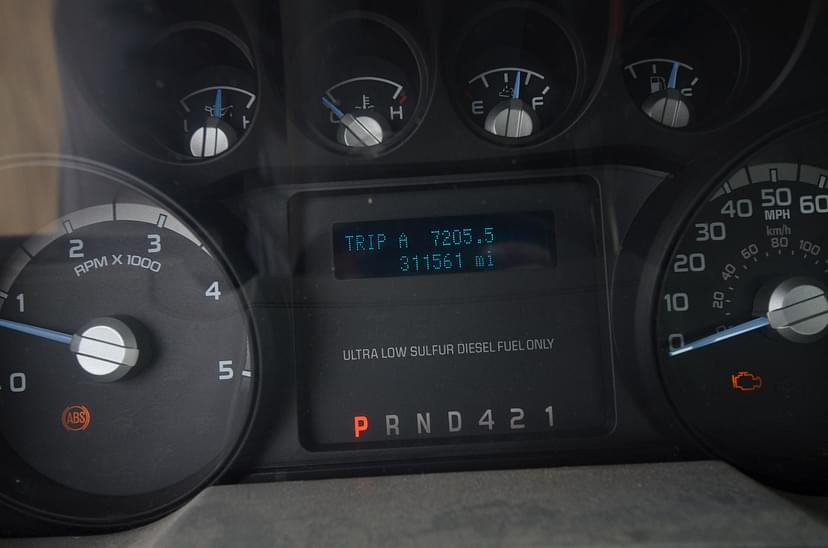 H
C H
E F
F
2 3
RPM X 1000
1 4
0 5
ABS
TRIP A 7205.5
311561 mi
ULTRA LOW SULFUR DIESEL FUEL ONLY
P R N D 4 2 1
40 50 60
MPH
km/h
30
20
10
0
20 40 60 80 100